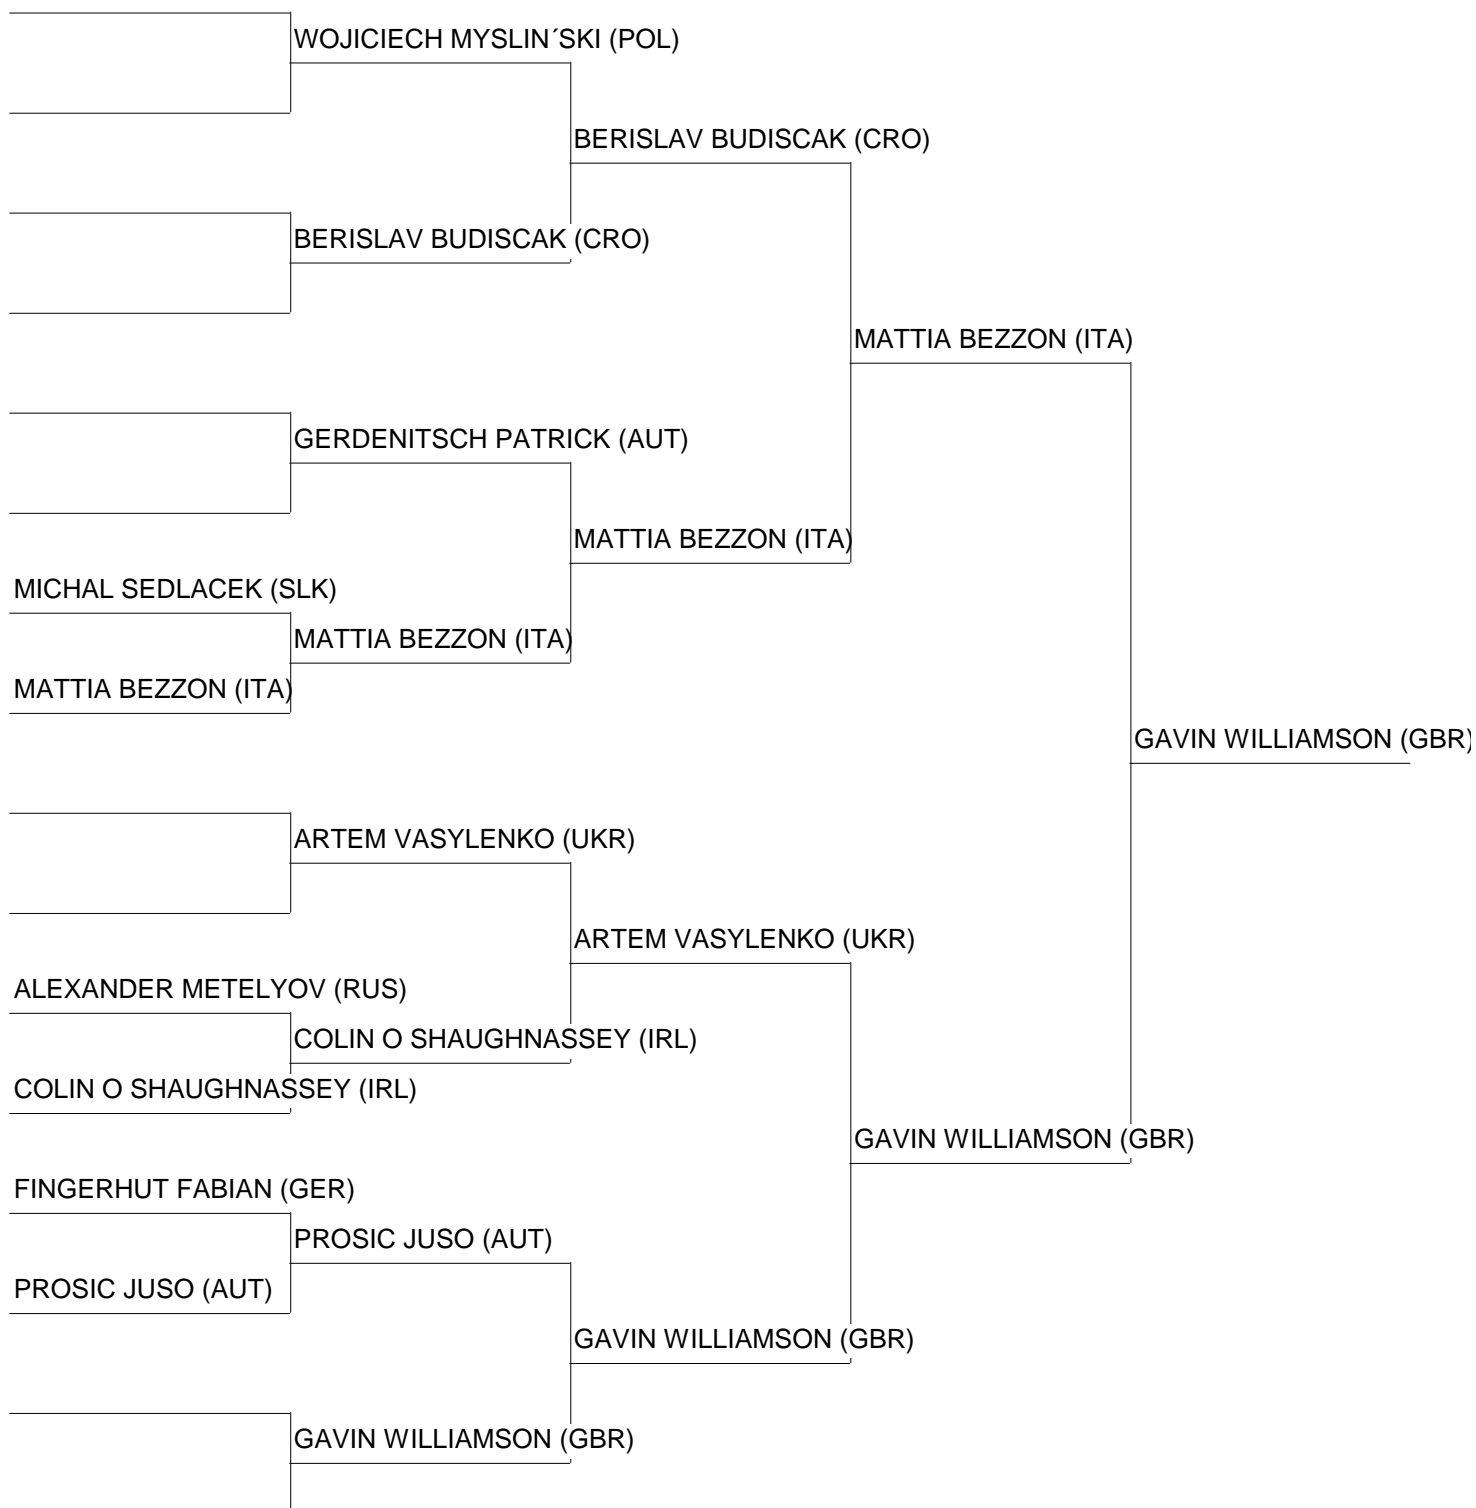 WOJICIECH MYSLIN´SKI (POL)
BERISLAV BUDISCAK (CRO)
BERISLAV BUDISCAK (CRO)
MATTIA BEZZON (ITA)
GERDENITSCH PATRICK (AUT)
MATTIA BEZZON (ITA)
MICHAL SEDLACEK (SLK)
MATTIA BEZZON (ITA)
MATTIA BEZZON (ITA)
GAVIN WILLIAMSON (GBR)
ARTEM VASYLENKO (UKR)
ARTEM VASYLENKO (UKR)
ALEXANDER METELYOV (RUS)
COLIN O SHAUGHNASSEY (IRL)
COLIN O SHAUGHNASSEY (IRL)
GAVIN WILLIAMSON (GBR)
FINGERHUT FABIAN (GER)
PROSIC JUSO (AUT)
PROSIC JUSO (AUT)
GAVIN WILLIAMSON (GBR)
GAVIN WILLIAMSON (GBR)